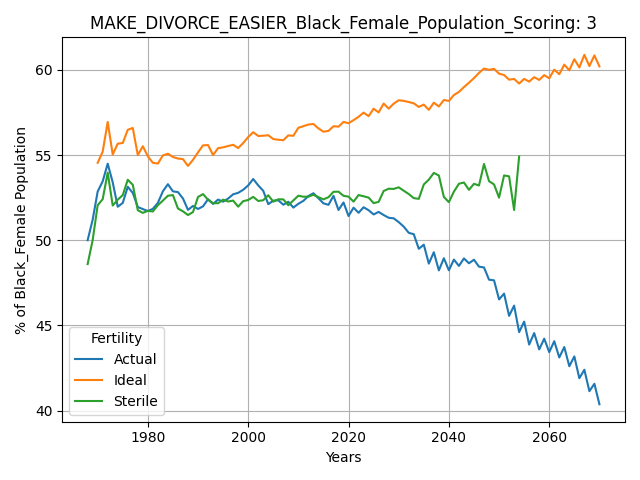 MAKE_DIVORCE_EASIER_Black_Female_Population_Scoring: 3
% of Black_Female Population
60
55
50
45
40
Fertility
Actual
Ideal
Sterile
1980
2000
2020
2040
2060
Years